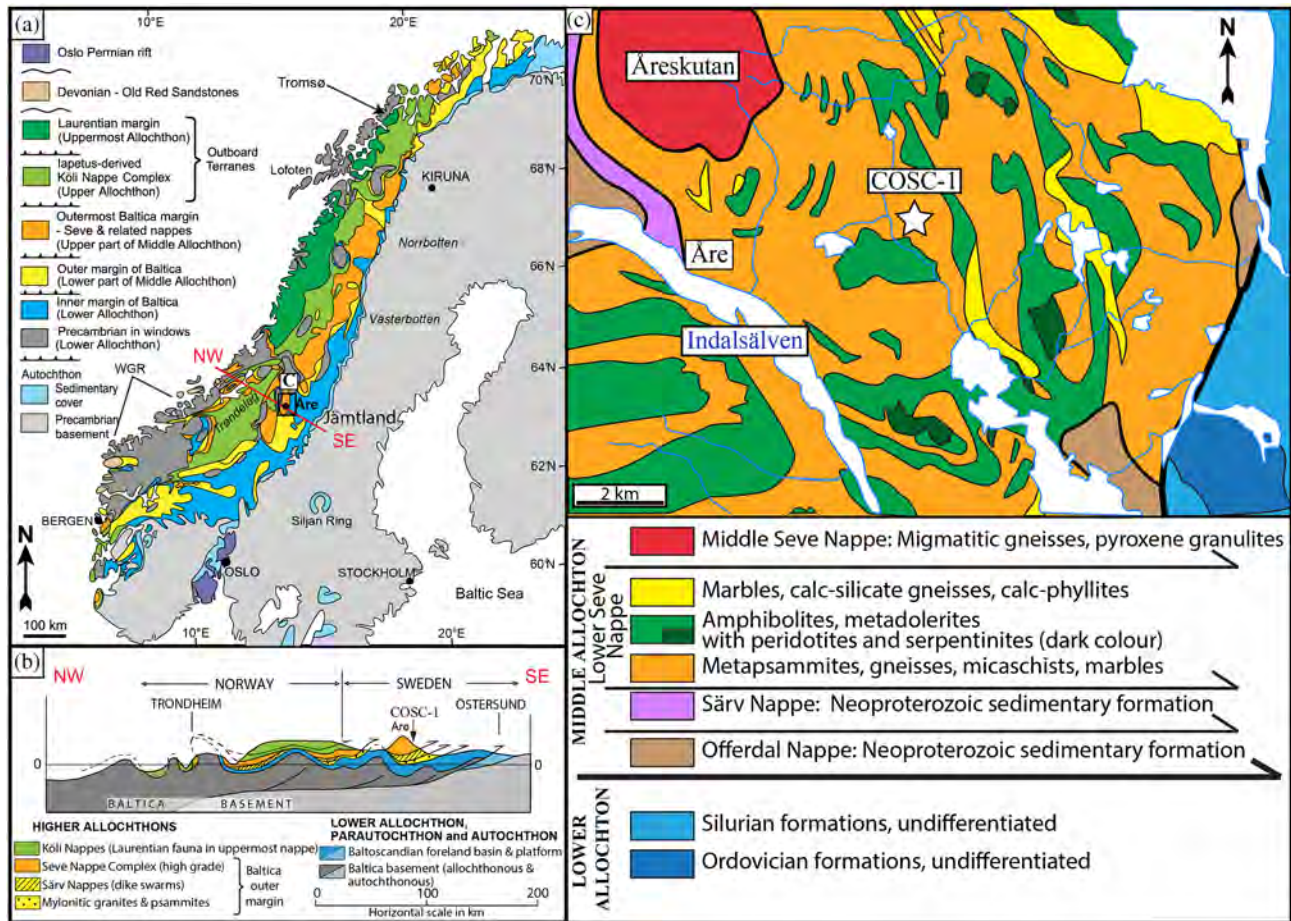 (a)
10°E
20°E
Oslo Permian rift
Devonian - Old Red Sandstones
Laurentian margin
(Uppermost Allochthon)
Iapetus-derived
Köli Nappe Complex
(Upper Allochthon)
Outboard
Terranes
Outermost Baltica margin
- Seve & related nappes
(Upper part of Middle Allochthon)
Outer margin of Baltica
(Lower part of Middle Allochthon)
Inner margin of Baltica
(Lower Allochthon)
Precambrian in windows
(Lower Allochthon)
Autochthon
Sedimentary
cover
Precambrian
basement
WGR
Tromsø
70°N
Lofoten
68°N
KIRUNA
Norrbotten
66°N
Västerbotten
NW
64°N
C
Åre
Trøndelag
Jämtland
SE
62°N
BERGEN
Siljan Ring
N
OSLO
STOCKHOLM
60°N
Baltic Sea
100 km
10°E
20°E
(b)
NW
SE
NORWAY
SWEDEN
TRONDHEIM
COSC-1
Åre
ÖSTERSUND
0
0
BALTICA
BASEMENT
HIGHER ALLOCHTHONS
Köli Nappes (Laurentian fauna in uppermost nappe)
Seve Nappe Complex (high grade)
Särv Nappes (dike swarms)
Mylonitic granites & psammites
Baltica
outer
margin
LOWER ALLOCHTHON,
PARAUTOCHTHON and AUTOCHTHON
Baltoscandian foreland basin & platform
Baltica basement (allochthonous &
autochthonous)
0
100
200
Horizontal scale in km
(c)
N
Åreskutan
COSC-1
Åre
Indalsälven
2 km
MIDDLE ALLOCHTON
Lower Seve
Nappe
Middle Seve Nappe: Migmatitic gneisses, pyroxene granulites
Marbles, calc-silicate gneisses, calc-phyllites
Amphibolites, metadolerites
with peridotites and serpentinites (dark colour)
Metapsammites, gneisses, micaschists, marbles
Särv Nappe: Neoproterozoic sedimentary formation
Offerdal Nappe: Neoproterozoic sedimentary formation
LOWER
ALLOCHTON
Silurian formations, undifferentiated
Ordovician formations, undifferentiated